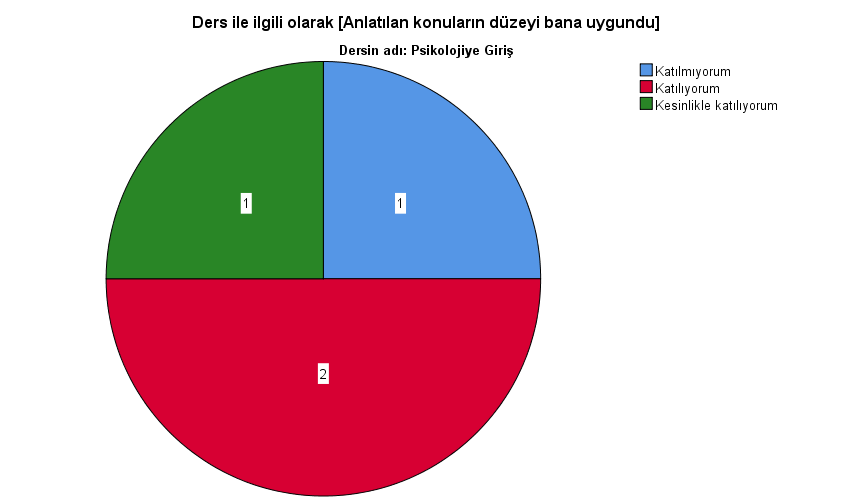 Ders ile ilgili olarak [Anlatılan konuların düzeyi bana uygundu]
Dersin adı: Psikolojiye Giriş
Katılmıyorum
Katılıyorum
Kesinlikle katılıyorum
1
1
2